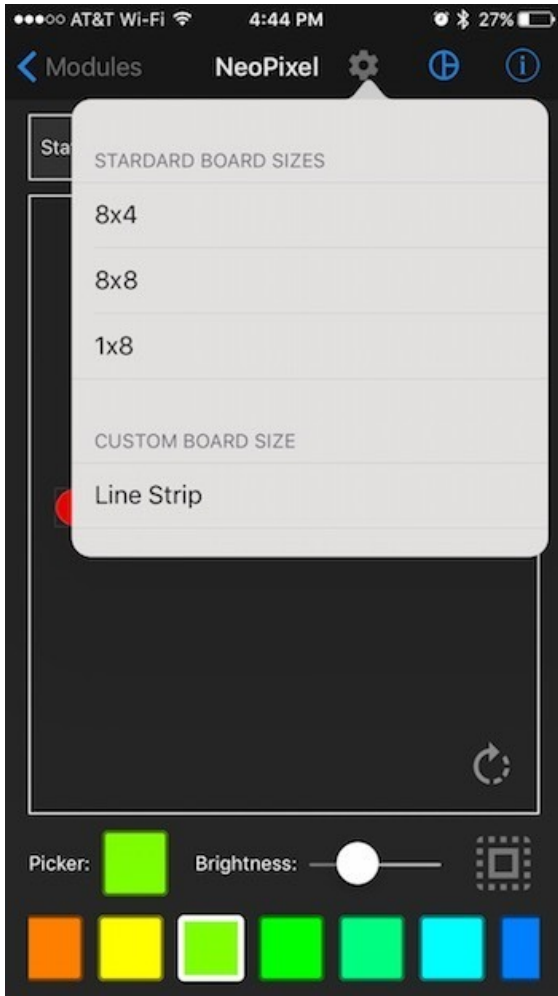 AT&T Wi-Fi 4:44 PM 27%
Modules NeoPixel
STARDARD BOARD SIZES
8x4
8x8
1x8
CUSTOM BOARD SIZE
Line Strip
Picker: Brightness: